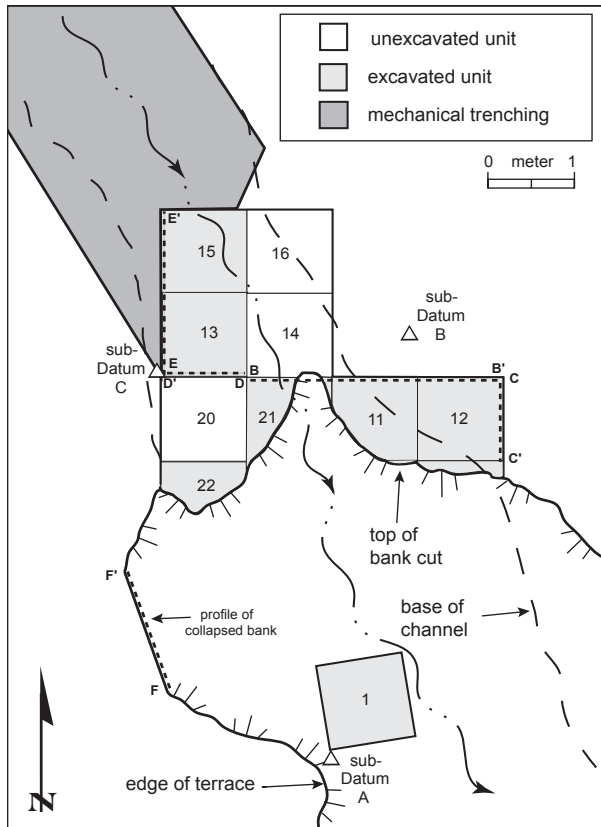 unexcavated unit
excavated unit
mechanical trenching
0 meter 1
E'
15
16
13
14
sub-
Datum
B
sub-
Datum
C
E
D'
D
B
B'
C
20
21
11
12
C'
22
top of
bank cut
F'
profile of
collapsed bank
base of
channel
F
1
sub-
Datum
A
edge of terrace
N